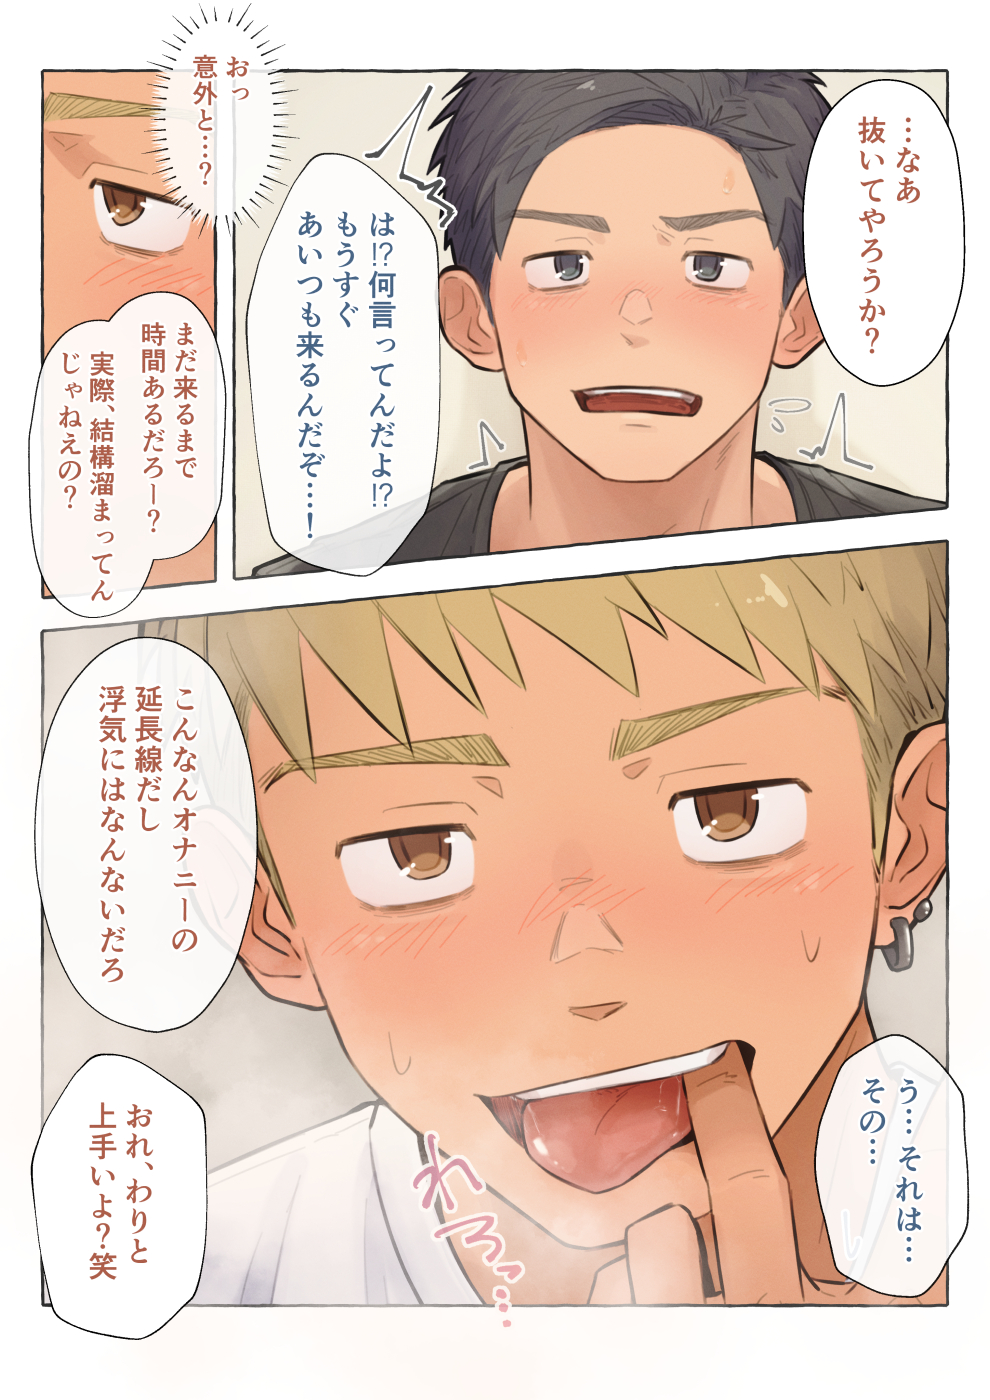 …なあ
抜いてやろうか?
は!?何言ってんだよ!?
もうすぐ
あいつも来るんだぞ…!
おっ
意外と…?
まだ来るまで
時間あるだろー?
実際、結構溜まってん
じゃねえの?
こんなんオナニーの
延長線だし
浮気にはなんないだろ
う…それは…
その…
れろっ…
おれ、わりと
上手いよ?笑